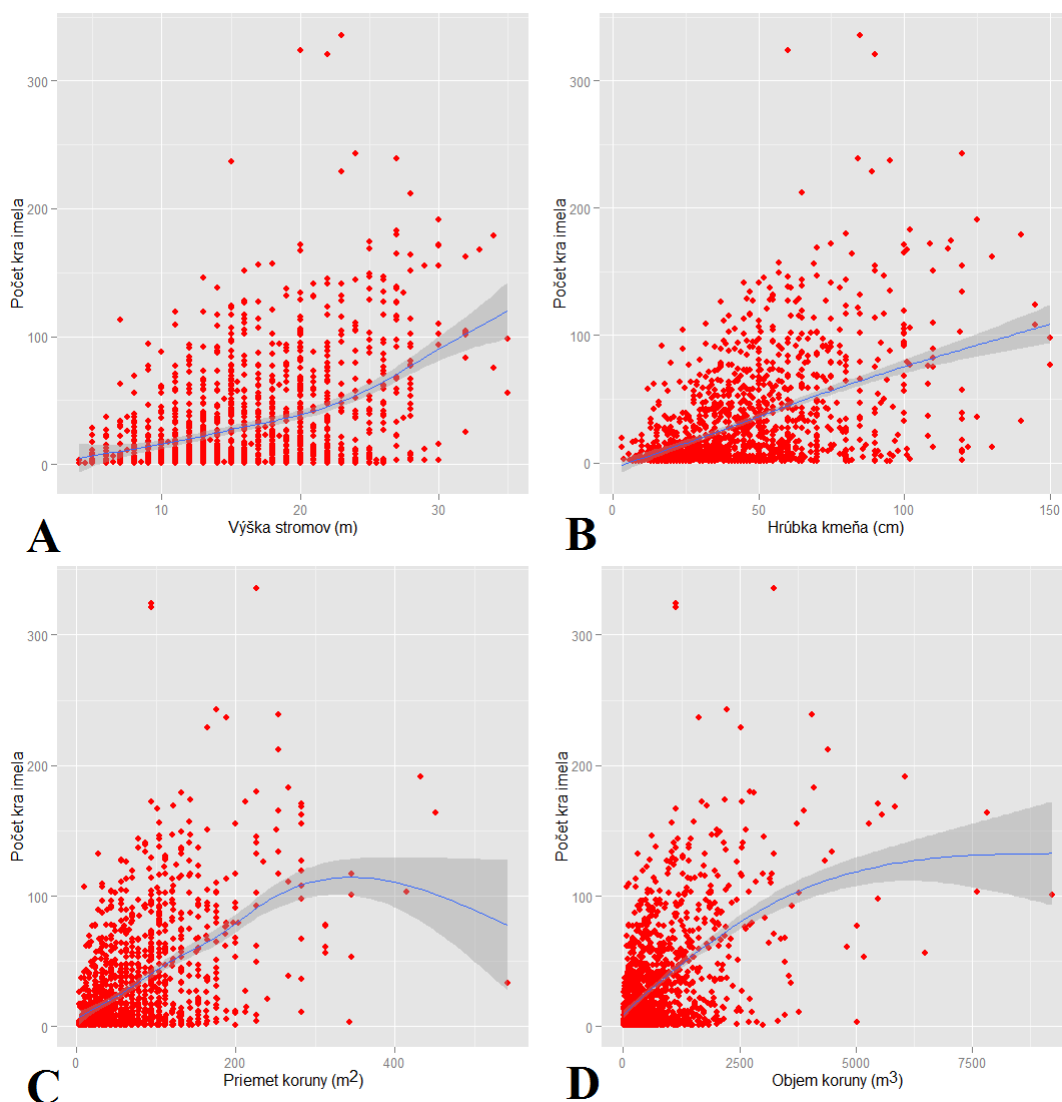 300
200
100
0
Počet kra imela
10 20 30
Výška stromov (m)
A
300
200
100
0
Počet kra imela
0 50 100 150
Hrúbka kmeňa (cm)
B
300
200
100
0
Počet kra imela
0 200 400
Priemet koruny (m²)
C
300
200
100
0
Počet kra imela
0 2500 5000 7500
Objem koruny (m³)
D